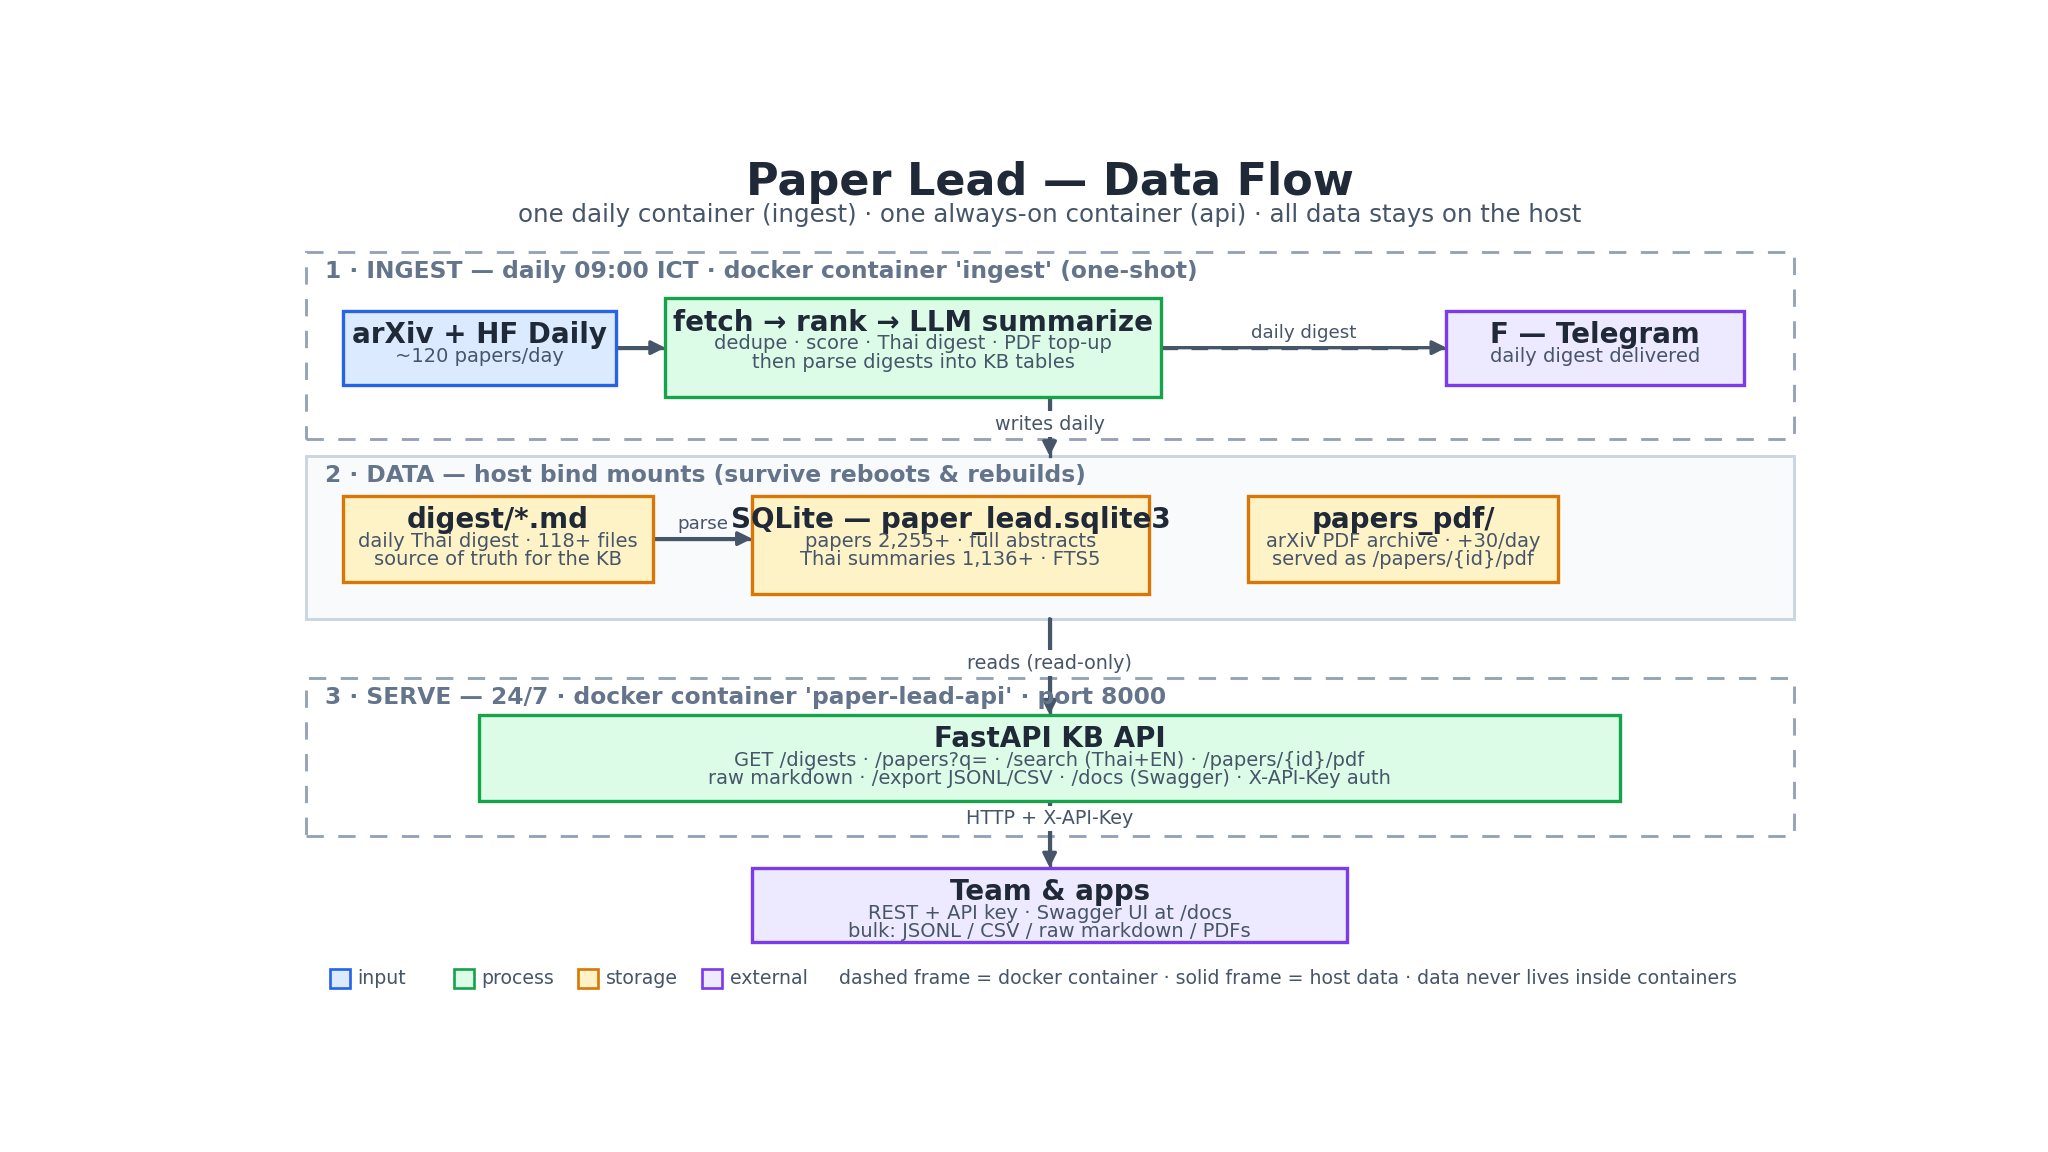 Paper Lead — Data Flow
one daily container (ingest) · one always-on container (api) · all data stays on the host
1 · INGEST — daily 09:00 ICT · docker container 'ingest' (one-shot)
arXiv + HF Daily
~120 papers/day
fetch → rank → LLM summarize
dedupe · score · Thai digest · PDF top-up
then parse digests into KB tables
daily digest
F — Telegram
daily digest delivered
writes daily
2 · DATA — host bind mounts (survive reboots & rebuilds)
digest/*.md
daily Thai digest · 118+ files
source of truth for the KB
parse
SQLite — paper_lead.sqlite3
papers 2,255+ · full abstracts
Thai summaries 1,136+ · FTS5
papers_pdf/
arXiv PDF archive · +30/day
served as /papers/{id}/pdf
reads (read-only)
3 · SERVE — 24/7 · docker container 'paper-lead-api' · port 8000
FastAPI KB API
GET /digests · /papers?q= · /search (Thai+EN) · /papers/{id}/pdf
raw markdown · /export JSONL/CSV · /docs (Swagger) · X-API-Key auth
HTTP + X-API-Key
Team & apps
REST + API key · Swagger UI at /docs
bulk: JSONL / CSV / raw markdown / PDFs
input
process
storage
external
dashed frame = docker container · solid frame = host data · data never lives inside containers